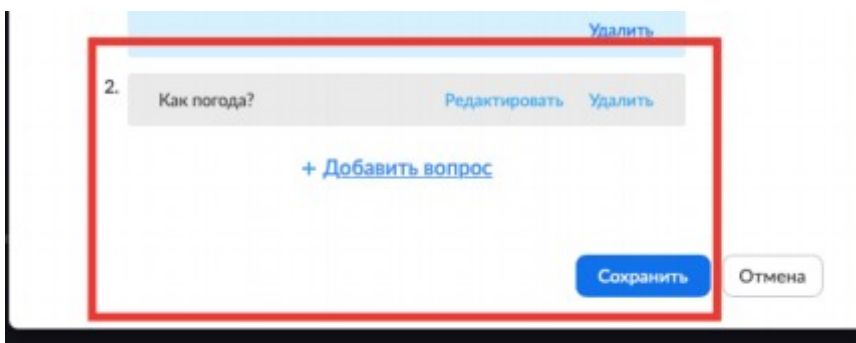 Удалить
2. Как погода? Редактировать Удалить
+ Добавить вопрос
Сохранить Отмена